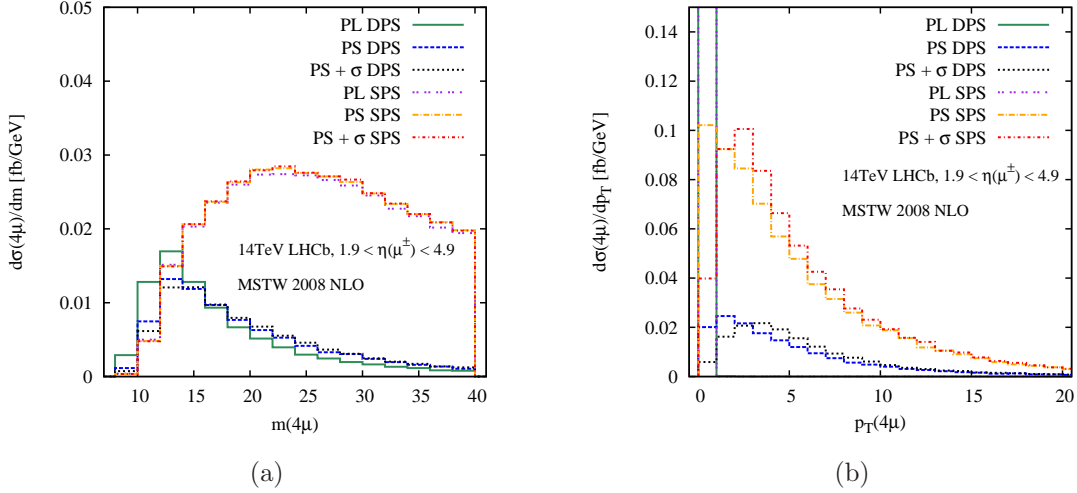 dσ(4μ)/dm [fb/GeV]
0.05
0.04
0.03
0.02
0.01
0
PL DPS
PS DPS
PS + σ DPS
PL SPS
PS SPS
PS + σ SPS
14TeV LHCb, 1.9 < η(μ±) < 4.9
MSTW 2008 NLO
10 15 20 25 30 35 40
m(4μ)
(a)
dσ(4μ)/dpT [fb/GeV]
0.14
0.12
0.1
0.08
0.06
0.04
0.02
0
PL DPS
PS DPS
PS + σ DPS
PL SPS
PS SPS
PS + σ SPS
14TeV LHCb, 1.9 < η(μ±) < 4.9
MSTW 2008 NLO
0 5 10 15 20
pT(4μ)
(b)